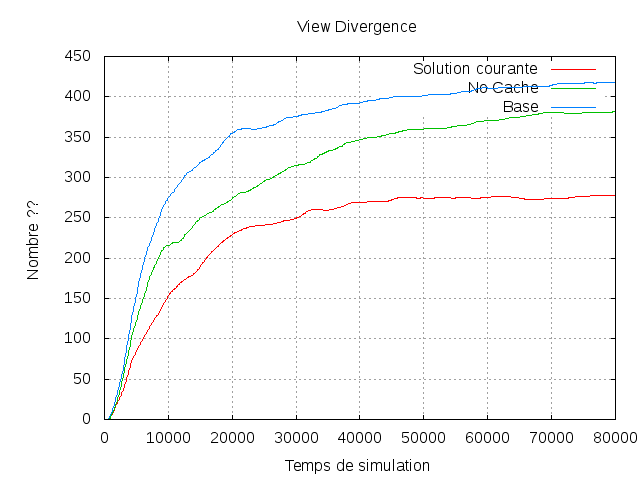 View Divergence
Solution courante
No Cache
Base
Nombre ??
450
400
350
300
250
200
150
100
50
0
0 10000 20000 30000 40000 50000 60000 70000 80000
Temps de simulation